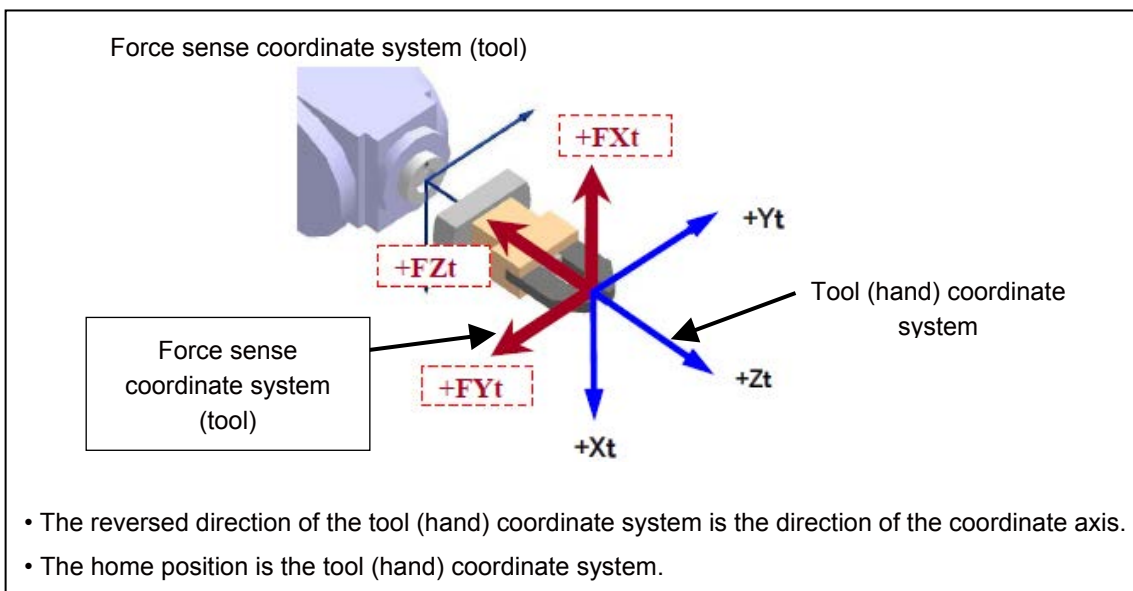 Force sense coordinate system (tool)
+FXt
+Yt
+FZt
Tool (hand) coordinate
system
Force sense
coordinate system
(tool)
+Zt
+FYt
+Xt
• The reversed direction of the tool (hand) coordinate system is the direction of the coordinate axis.
• The home position is the tool (hand) coordinate system.